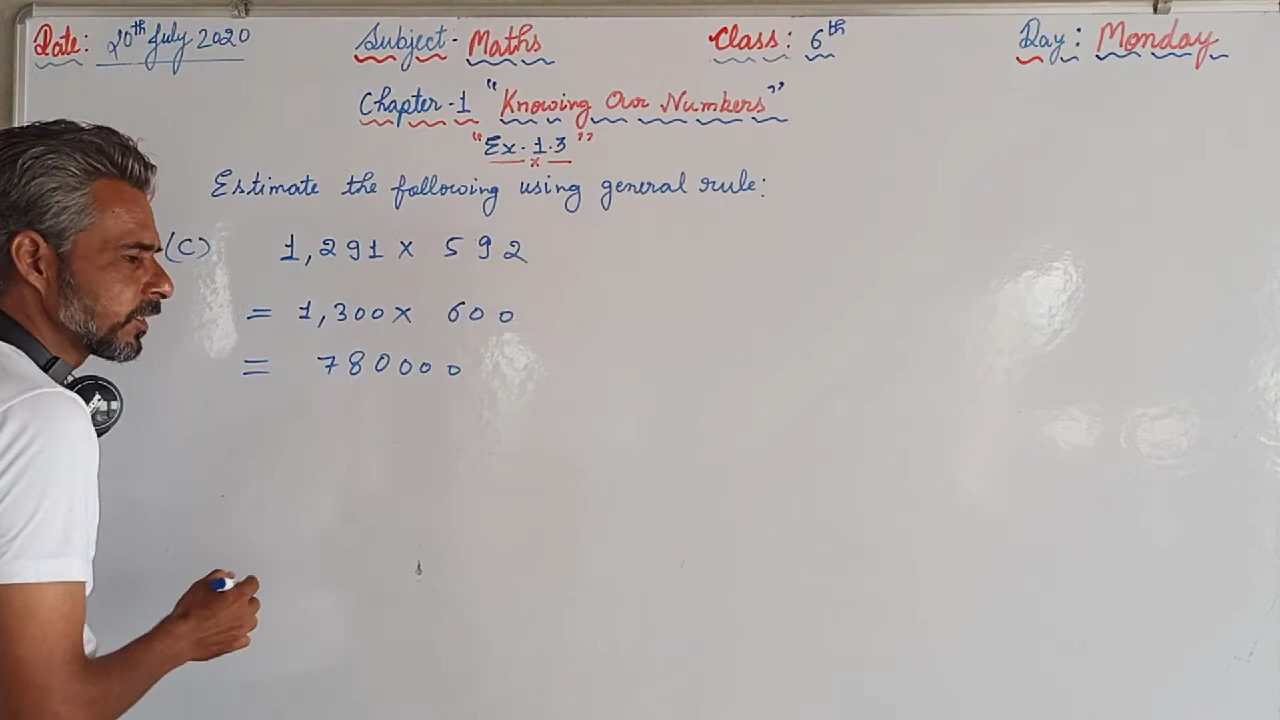 Date: 20th July 2020 Subject- Maths Class: 6th Day: Monday
Chapter-1 "Knowing Our Numbers"
"Ex- 1.3"
Estimate the following using general rule:
(C) 1,291 x 592
= 1,300 x 600
= 780000